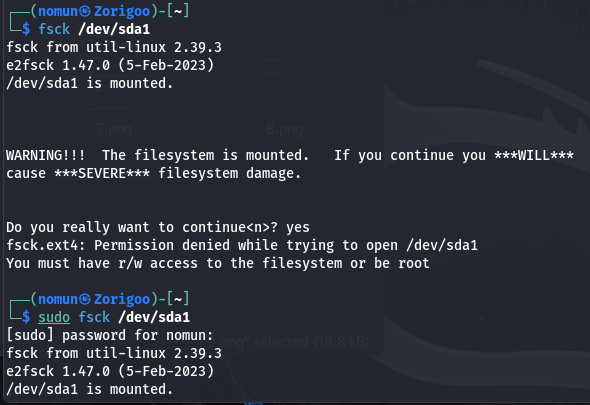 7.png
8.png
┌──(nomun㉿Zorigoo)-[~]
└─$ fsck /dev/sda1
fsck from util-linux 2.39.3
e2fsck 1.47.0 (5-Feb-2023)
/dev/sda1 is mounted.
WARNING!!!  The filesystem is mounted.   If you continue you ***WILL***
cause ***SEVERE*** filesystem damage.
Do you really want to continue<n>? yes
fsck.ext4: Permission denied while trying to open /dev/sda1
You must have r/w access to the filesystem or be root
┌──(nomun㉿Zorigoo)-[~]
└─$ sudo fsck /dev/sda1
[sudo] password for nomun:
.png" selected (18.8 kB)
fsck from util-linux 2.39.3
e2fsck 1.47.0 (5-Feb-2023)
/dev/sda1 is mounted.